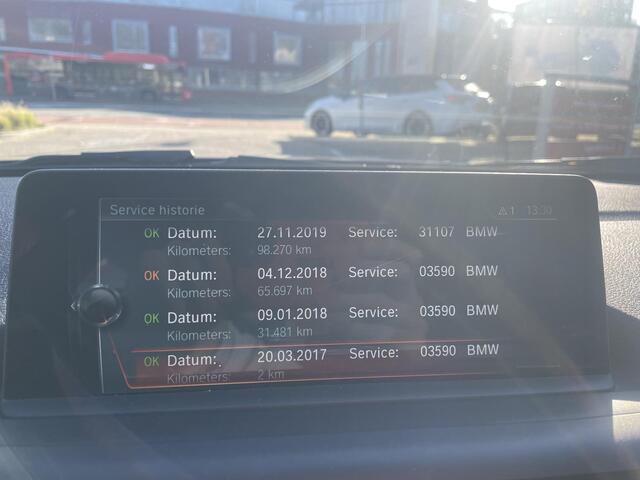 Service historie ⚠1 13:30
OK Datum: 27.11.2019 Service: 31107 BMW
Kilometers: 98.270 km
OK Datum: 04.12.2018 Service: 03590 BMW
Kilometers: 65.697 km
OK Datum: 09.01.2018 Service: 03590 BMW
Kilometers: 31.481 km
OK Datum: 20.03.2017 Service: 03590 BMW
Kilometers: 2 km